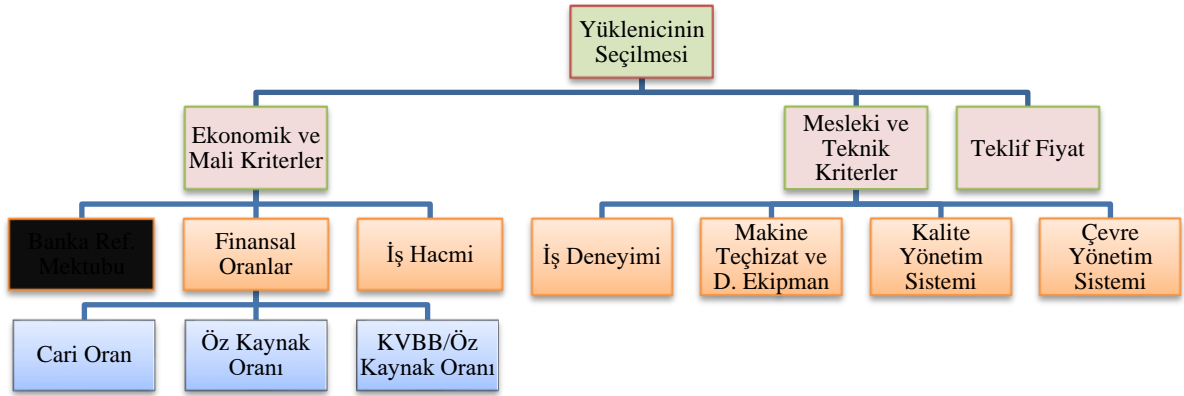 Yüklenicinin
Seçilmesi
Ekonomik ve
Mali Kriterler
Mesleki ve
Teknik
Kriterler
Teklif Fiyat
Banka Ref.
Mektubu
Finansal
Oranlar
İş Hacmi
İş Deneyimi
Makine
Teçhizat ve
D. Ekipman
Kalite
Yönetim
Sistemi
Çevre
Yönetim
Sistemi
Cari Oran
Öz Kaynak
Oranı
KVBB/Öz
Kaynak Oranı